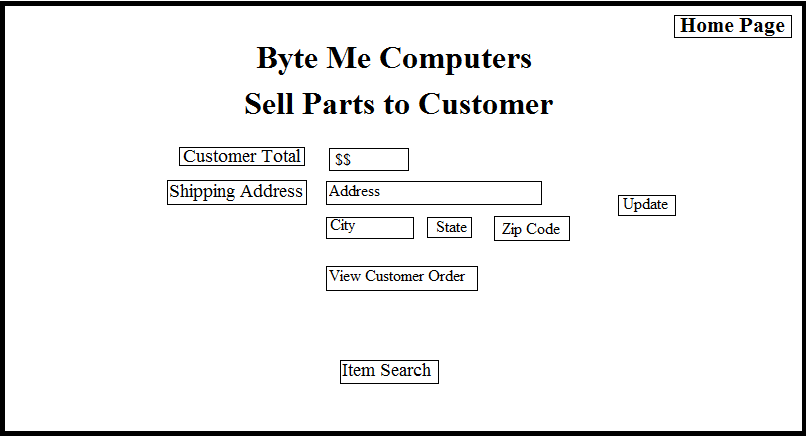 Home Page
Byte Me Computers
Sell Parts to Customer
Customer Total $$
Shipping Address Address
Update
City State Zip Code
View Customer Order
Item Search